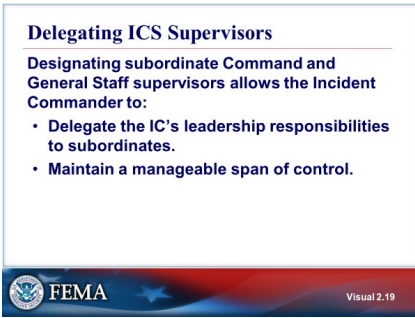 Delegating ICS Supervisors
Designating subordinate Command and
General Staff supervisors allows the Incident
Commander to:
• Delegate the IC's leadership responsibilities
to subordinates.
• Maintain a manageable span of control.
FEMA
Visual 2.19